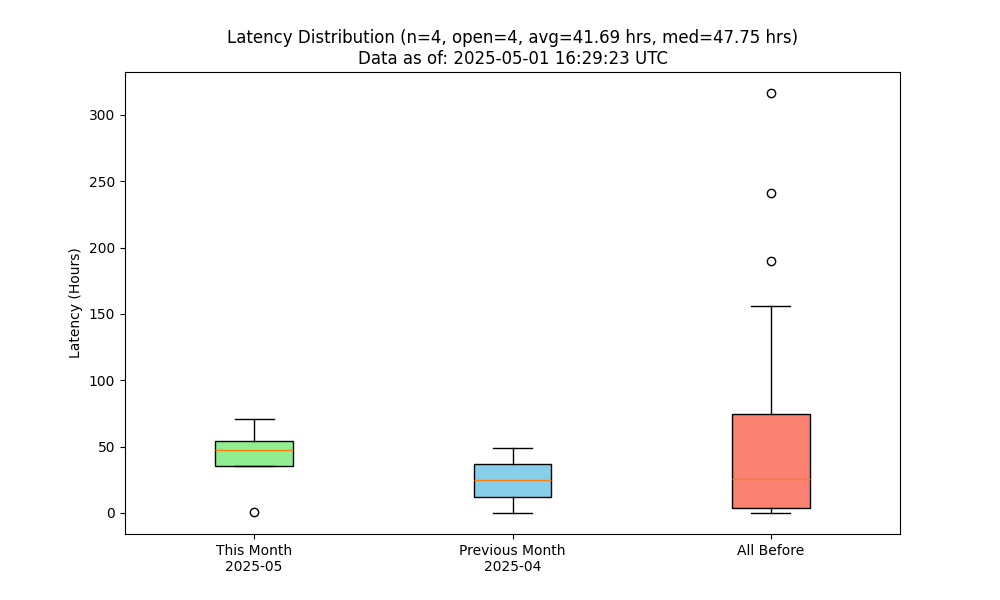 Latency Distribution (n=4, open=4, avg=41.69 hrs, med=47.75 hrs)
Data as of: 2025-05-01 16:29:23 UTC
Latency (Hours)
300
250
200
150
100
50
0
This Month
2025-05
Previous Month
2025-04
All Before